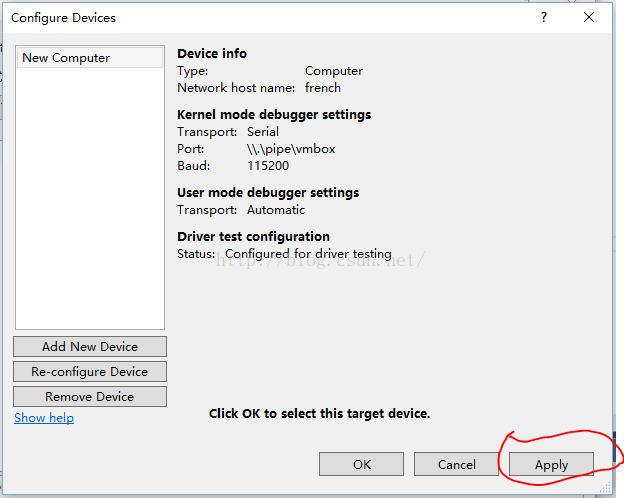 Configure Devices
?
New Computer
Device info
Type: Computer
Network host name: french
Kernel mode debugger settings
Transport: Serial
Port: \\.\pipe\vmbox
Baud: 115200
User mode debugger settings
Transport: Automatic
Driver test configuration
Status: Configured for driver testing
http://blog.csdn.net/
Add New Device
Re-configure Device
Remove Device
Show help
Click OK to select this target device.
OK Cancel Apply